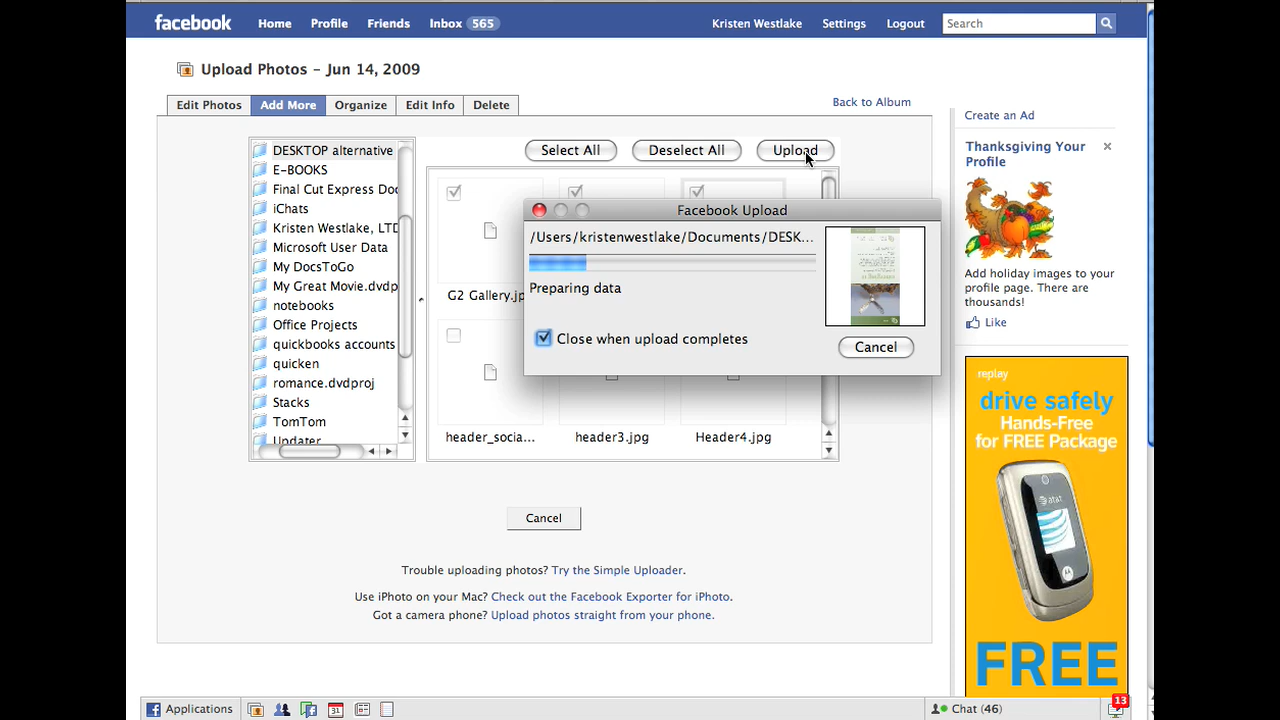 facebook Home Profile Friends Inbox 565 Kristen Westlake Settings Logout Search
Upload Photos – Jun 14, 2009
Edit Photos Add More Organize Edit Info Delete
Back to Album
DESKTOP alternative
E-BOOKS
Final Cut Express Doc
iChats
Kristen Westlake, LTD
Microsoft User Data
My DocsToGo
My Great Movie.dvdp
notebooks
Office Projects
quickbooks accounts
quicken
romance.dvdproj
Stacks
TomTom
Updater
Select All Deselect All Upload
G2 Gallery.jp
header_socia... header3.jpg Header4.jpg
Facebook Upload
/Users/kristenwestlake/Documents/DESK...
Preparing data
Close when upload completes
Cancel
Cancel
Trouble uploading photos? Try the Simple Uploader.
Use iPhoto on your Mac? Check out the Facebook Exporter for iPhoto.
Got a camera phone? Upload photos straight from your phone.
Create an Ad
Thanksgiving Your
Profile
Add holiday images to your
profile page. There are
thousands!
Like
replay
drive safely
Hands-Free
for FREE Package
at&t
FREE
Applications 31 Chat (46) 13